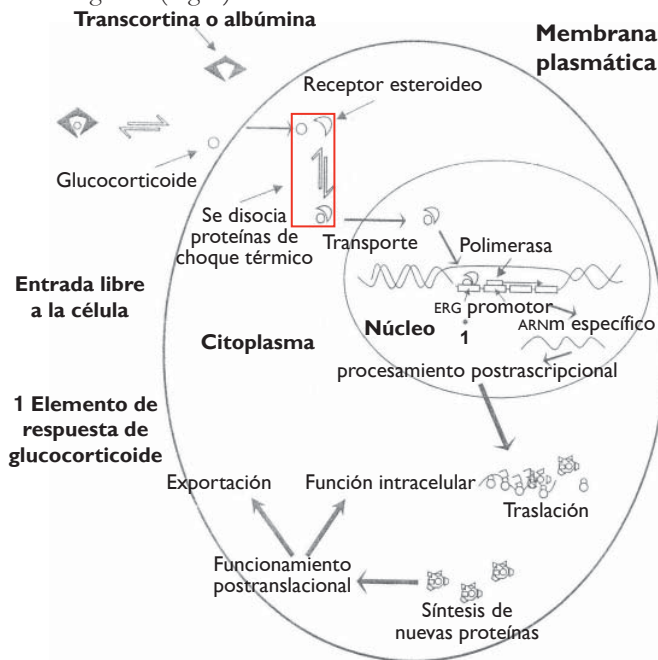 Transcortina o albúmina
Membrana
plasmática
Receptor esteroideo
Glucocorticoide
Se disocia
proteínas de
choque térmico
Transporte
Polimerasa
Entrada libre
a la célula
ERG promotor
1
Núcleo
ARNm específico
Citoplasma
procesamiento postrascripcional
1 Elemento de
respuesta de
glucocorticoide
Exportación
Función intracelular
Traslación
Funcionamiento
postranslacional
Síntesis de
nuevas proteínas